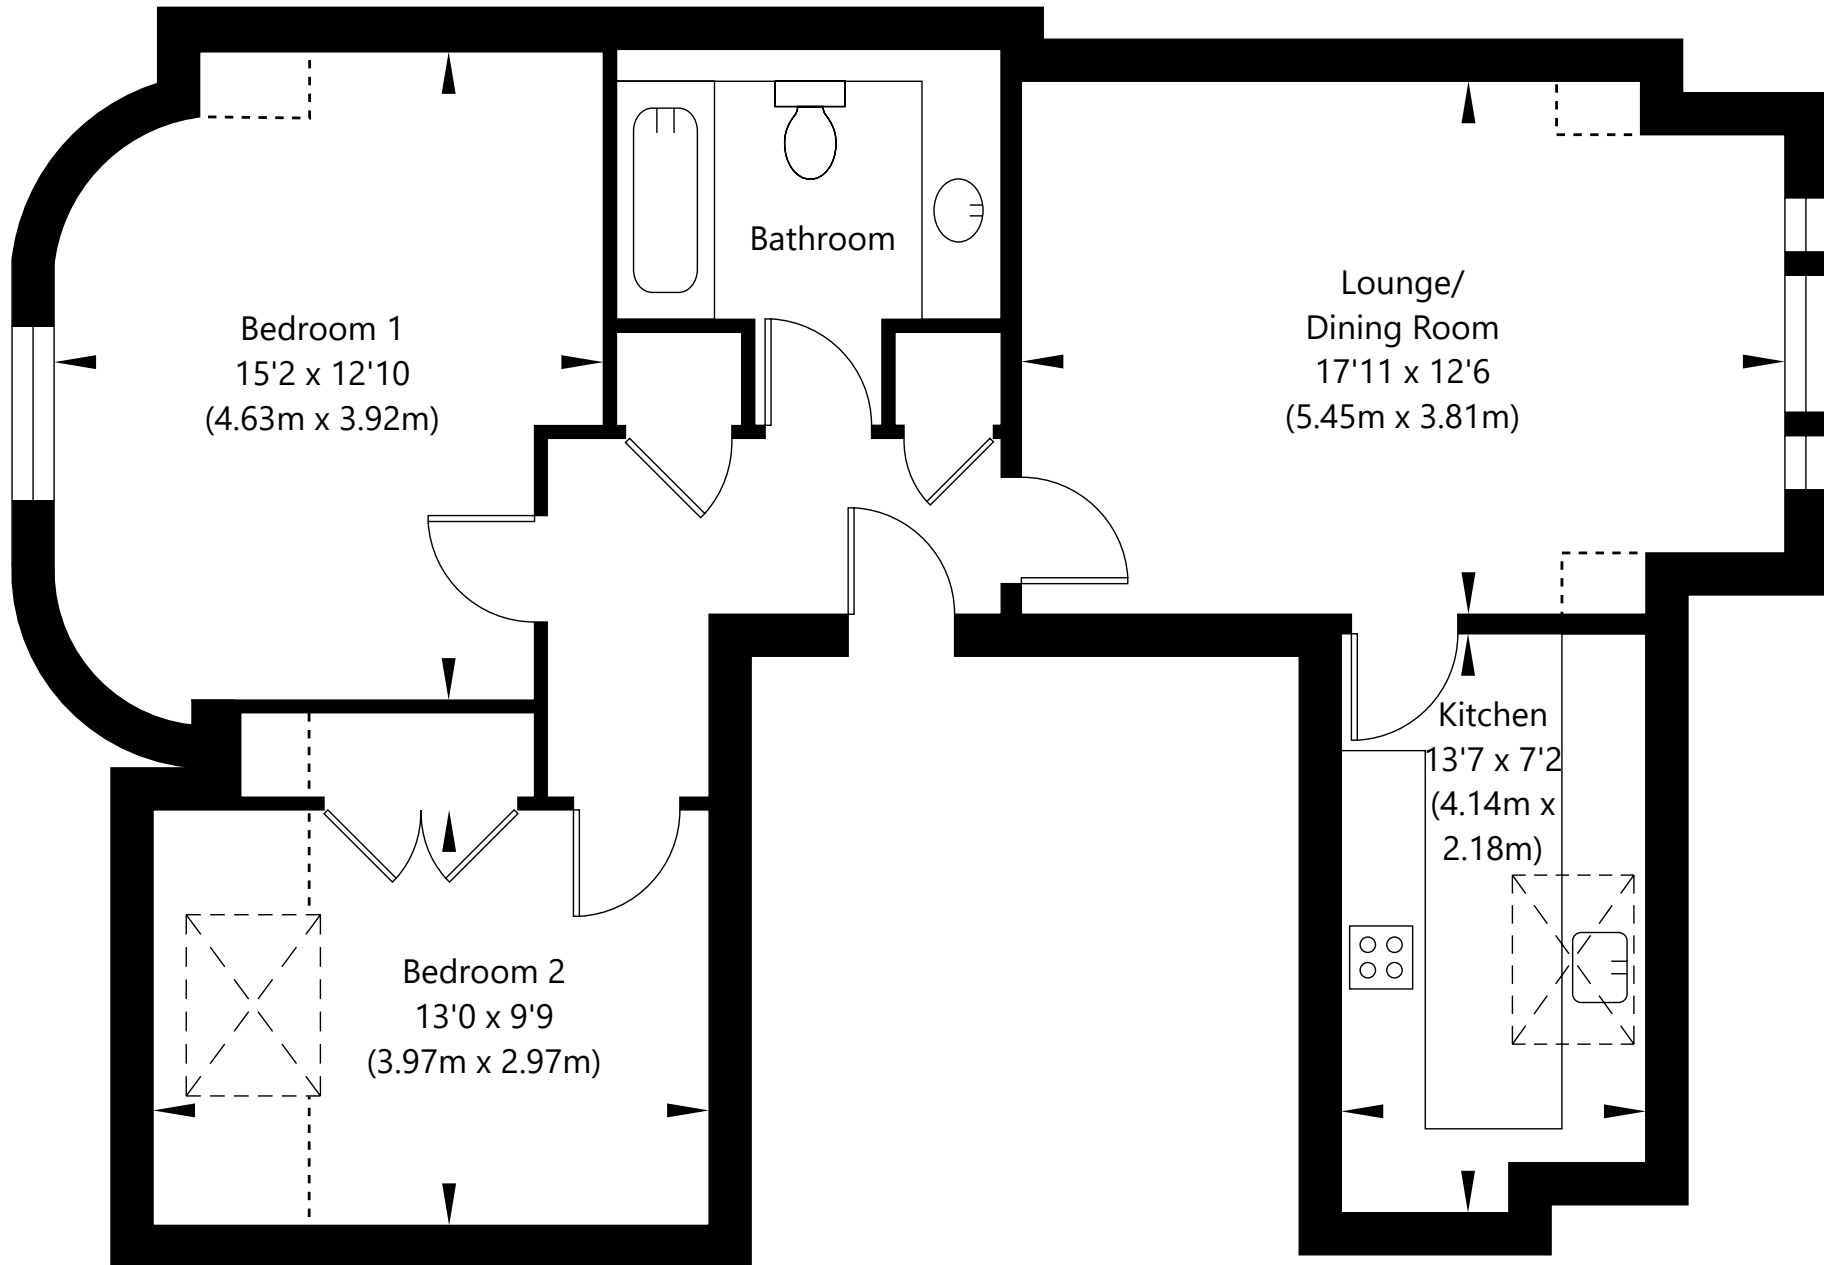 Bathroom
Bedroom 1
15'2 x 12'10
(4.63m x 3.92m)
Lounge/
Dining Room
17'11 x 12'6
(5.45m x 3.81m)
Kitchen
13'7 x 7'2
(4.14m x
2.18m)
Bedroom 2
13'0 x 9'9
(3.97m x 2.97m)